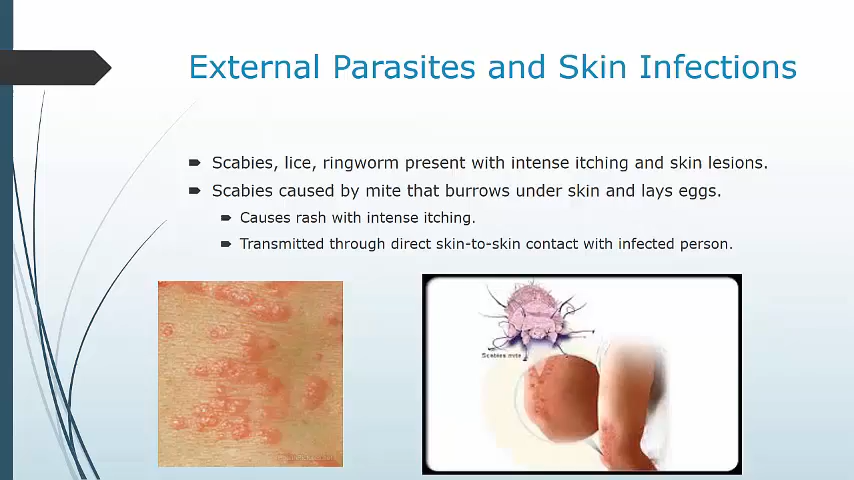 External Parasites and Skin Infections
Scabies, lice, ringworm present with intense itching and skin lesions.
Scabies caused by mite that burrows under skin and lays eggs.
Causes rash with intense itching.
Transmitted through direct skin-to-skin contact with infected person.
Scabies mite